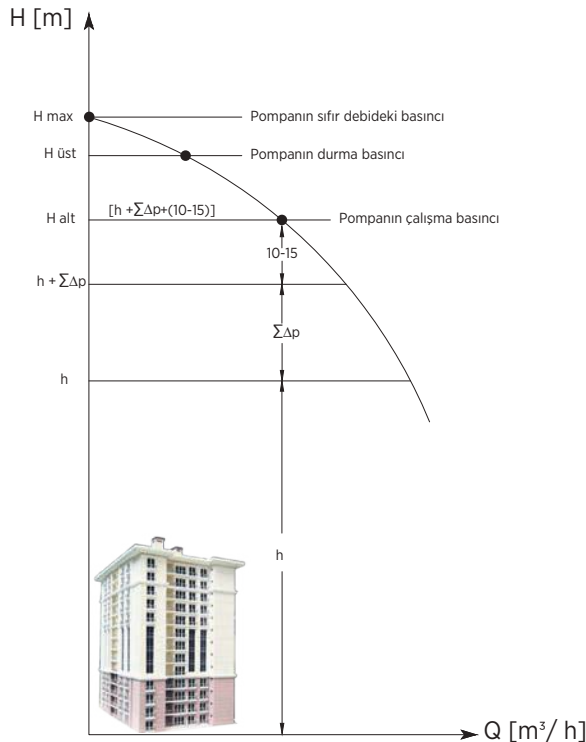 H [m]
H max
Pompanın sıfır debideki basıncı
H üst
Pompanın durma basıncı
H alt
[h +∑∆p+(10-15)]
Pompanın çalışma basıncı
10-15
h + ∑∆p
∑∆p
h
h
Q [m³/ h]